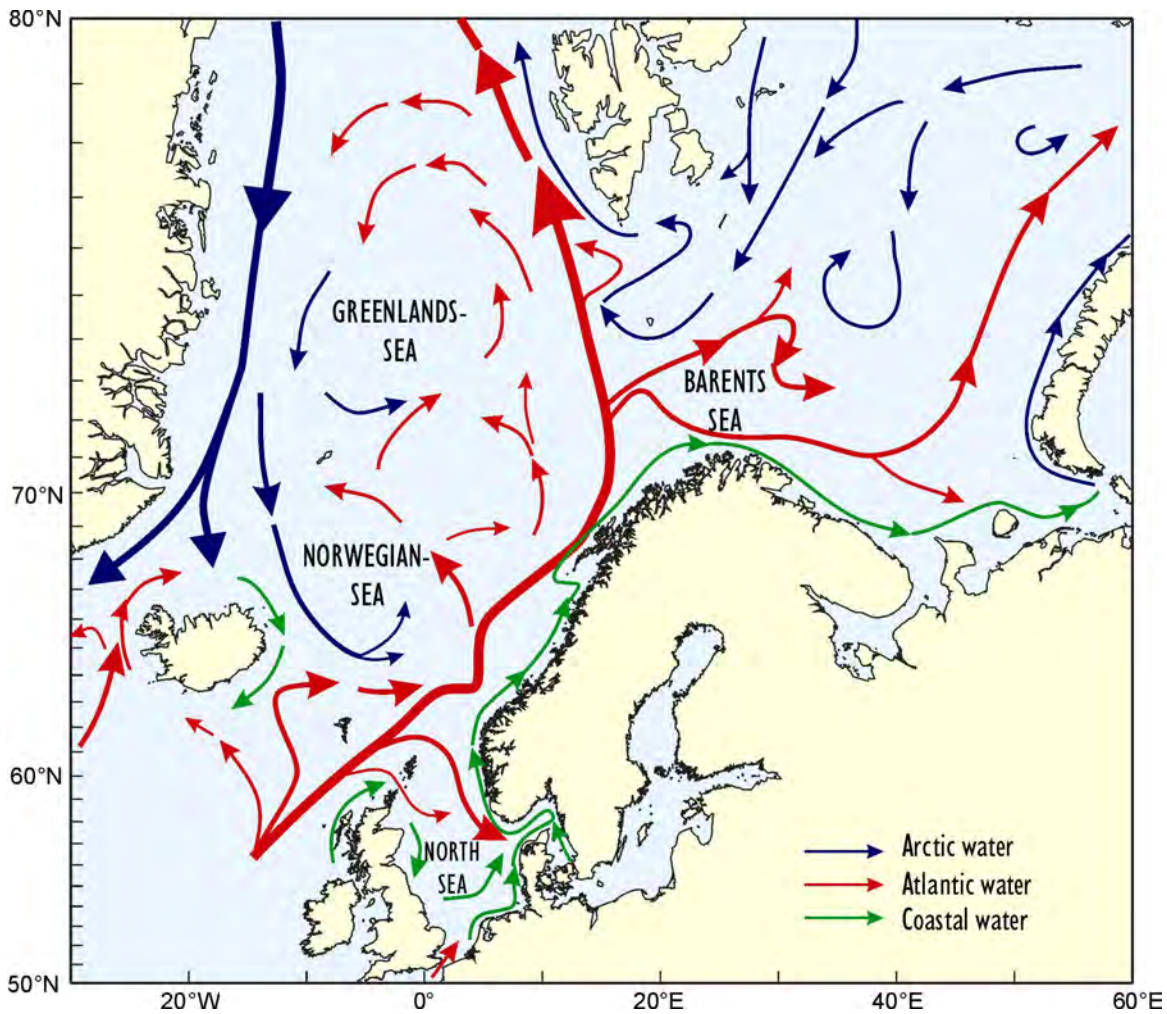 80°N
GREENLANDS-
SEA
BARENTS
SEA
70°N
NORWEGIAN-
SEA
60°N
NORTH
SEA
Arctic water
Atlantic water
Coastal water
50°N
20°W
0°
20°E
40°E
60°E